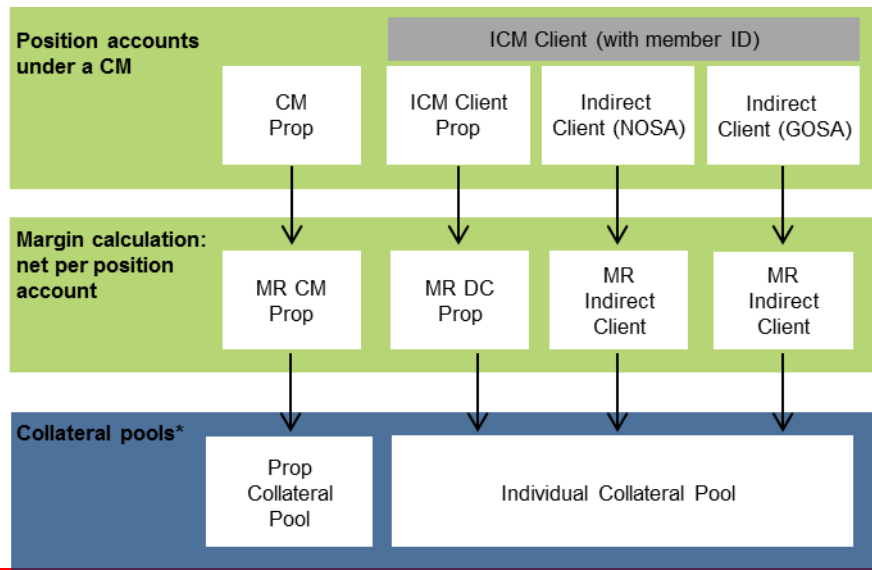 Position accounts
under a CM
ICM Client (with member ID)
CM
Prop
ICM Client
Prop
Indirect
Client (NOSA)
Indirect
Client (GOSA)
Margin calculation:
net per position
account
MR CM
Prop
MR DC
Prop
MR
Indirect
Client
MR
Indirect
Client
Collateral pools*
Prop
Collateral
Pool
Individual Collateral Pool